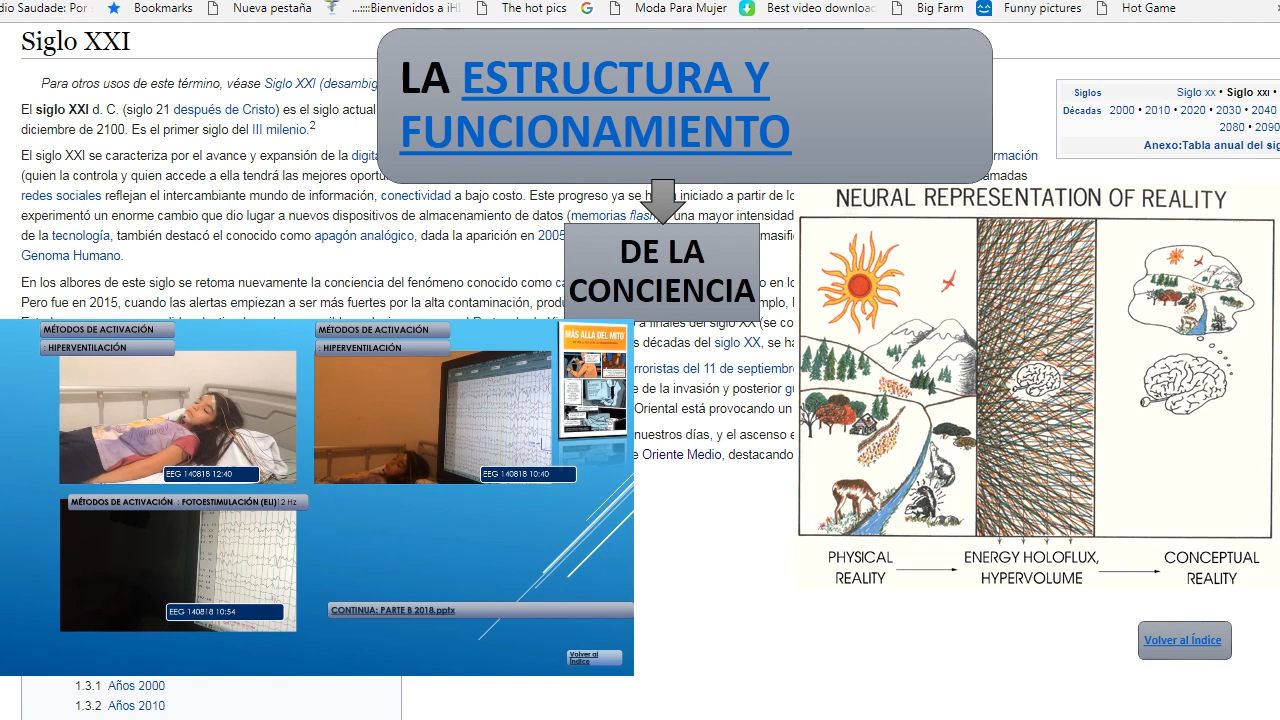 dio Saudade: Por
Bookmarks
Nueva pestaña
....::::Bienvenidos a iHI
The hot pics
Moda Para Mujer
Best video downloac
Big Farm
Funny pictures
Hot Game
Siglo XXI
LA ESTRUCTURA Y
FUNCIONAMIENTO
DE LA
CONCIENCIA
Para otros usos de este término, véase Siglo XXI (desambig
El siglo XXI d. C. (siglo 21 después de Cristo) es el siglo actual
diciembre de 2100. Es el primer siglo del III milenio.2
El siglo XXI se caracteriza por el avance y expansión de la digita
rmación
(quien la controla y quien accede a ella tendrá las mejores oportu
amadas
redes sociales reflejan el intercambiante mundo de información, conectividad a bajo costo. Este progreso ya se h iniciado a partir de lo
experimentó un enorme cambio que dio lugar a nuevos dispositivos de almacenamiento de datos (memorias flash una mayor intensidad
de la tecnología, también destacó el conocido como apagón analógico, dada la aparición en 2005
masifi
Genoma Humano.
En los albores de este siglo se retoma nuevamente la conciencia del fenómeno conocido como ca
o en lo
Pero fue en 2015, cuando las alertas empiezan a ser más fuertes por la alta contaminación, produ
mplo, l
a finales del siglo XX (se co
s décadas del siglo XX, se ha
rroristas del 11 de septiembre
e de la invasión y posterior gu
Oriental está provocando un
nuestros días, y el ascenso e
e Oriente Medio, destacando
Siglos
Siglo XX • Siglo XXI •
Décadas
2000 • 2010 • 2020 • 2030 • 2040
2080 • 2090
Anexo:Tabla anual del sig
NEURAL REPRESENTATION OF REALITY
PHYSICAL
REALITY
ENERGY HOLOFLUX,
HYPERVOLUME
CONCEPTUAL
REALITY
MÉTODOS DE ACTIVACIÓN
: HIPERVENTILACIÓN
EEG 140818 12:40
MÉTODOS DE ACTIVACIÓN
: HIPERVENTILACIÓN
EEG 140818 10:40
MÁS ALLÁ DEL MITO
MÉTODOS DE ACTIVACIÓN : FOTOESTIMULACIÓN (ELI)12 Hz
EEG 140818 10:54
CONTINUA: PARTE B 2018.pptx
Volver al
Índice
Volver al Índice
1.3.1 Años 2000
1.3.2 Años 2010